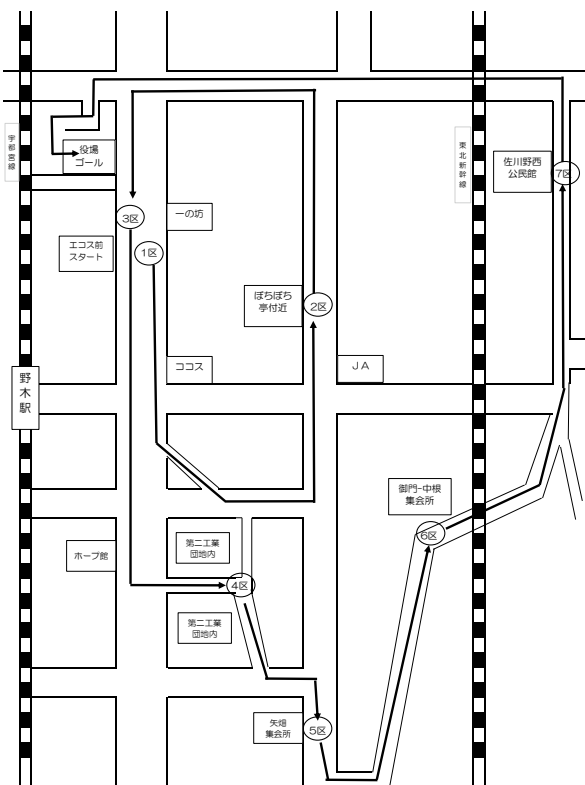 宇都宮線
役場
ゴール
東北新幹線
佐川野西
公民館
7区
3区
一の坊
エコス前
スタート
1区
ぽちぽち
亭付近
2区
ココス
JA
野木駅
御門-中根
集会所
6区
ホープ館
第二工業
団地内
4区
第二工業
団地内
矢畑
集会所
5区